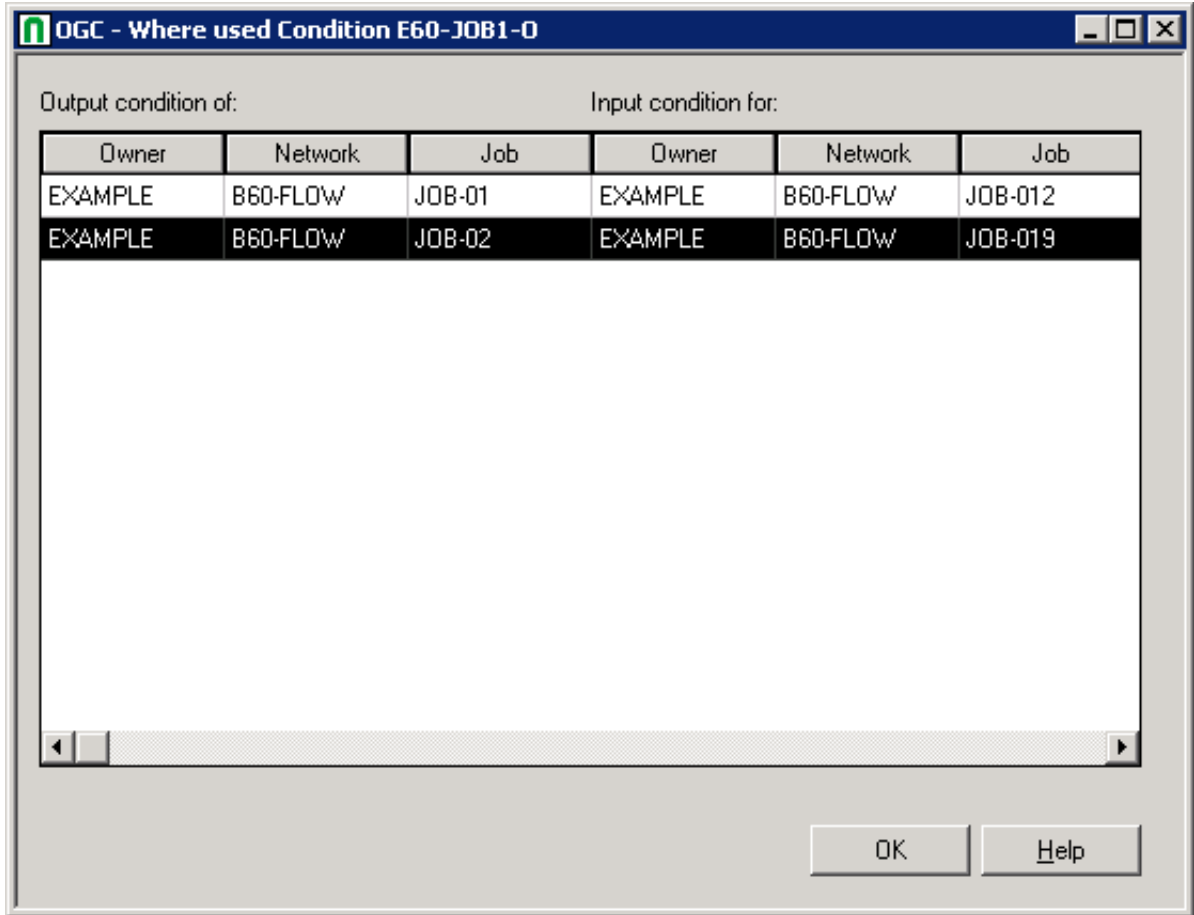 OGC - Where used Condition E60-JOB1-O
Output condition of: Input condition for:
Owner Network Job Owner Network Job
EXAMPLE B60-FLOW JOB-01 EXAMPLE B60-FLOW JOB-012
EXAMPLE B60-FLOW JOB-02 EXAMPLE B60-FLOW JOB-019
OK Help